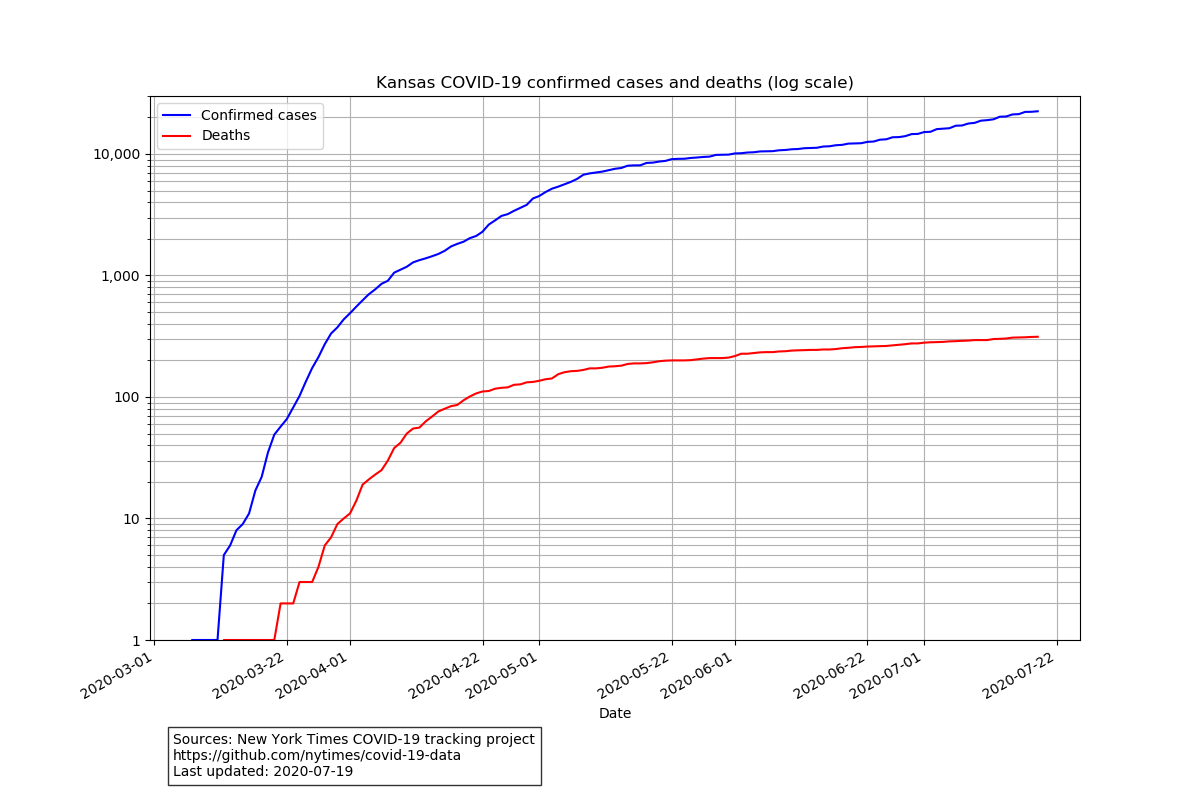 Kansas COVID-19 confirmed cases and deaths (log scale)
Confirmed cases
Deaths
10,000
1,000
100
10
1
2020-03-01
2020-03-22
2020-04-01
2020-04-22
2020-05-01
2020-05-22
2020-06-01
2020-06-22
2020-07-01
2020-07-22
Date
Sources: New York Times COVID-19 tracking project
https://github.com/nytimes/covid-19-data
Last updated: 2020-07-19